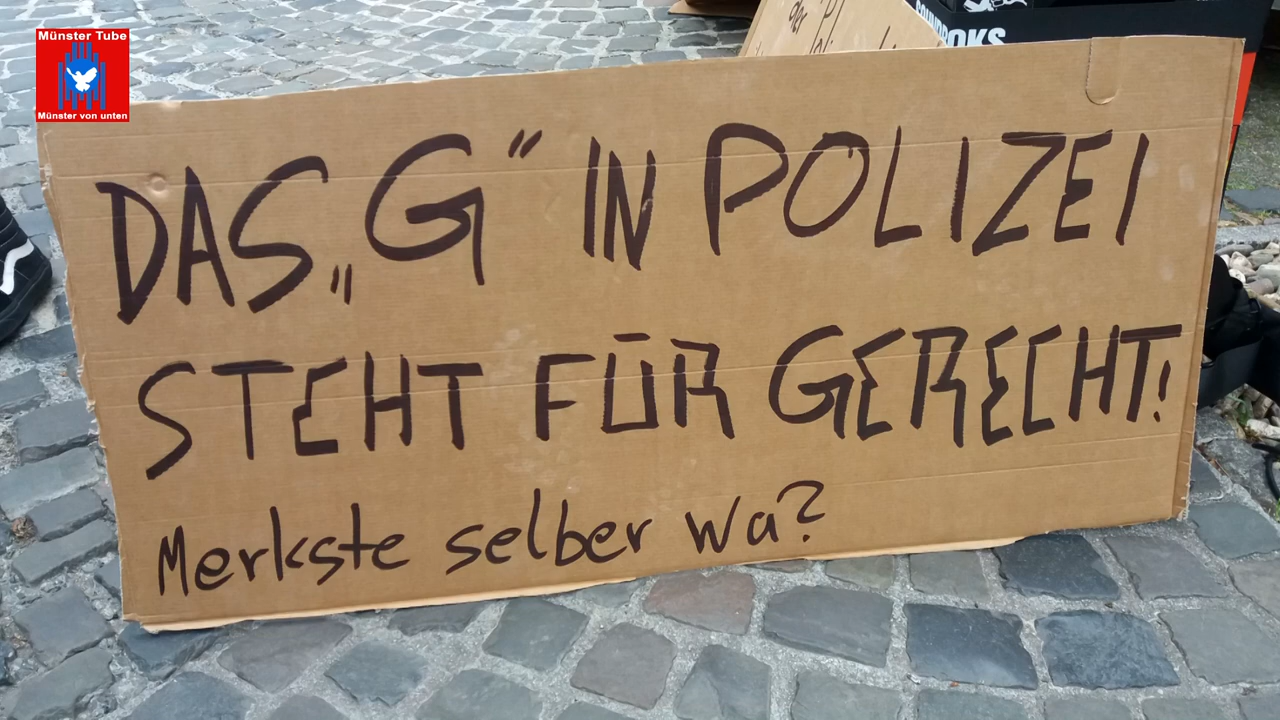 Münster Tube
Münster von unten
DAS „G" IN POLIZEI
STEHT FÜR GERECHT!
Merkste selber wa?